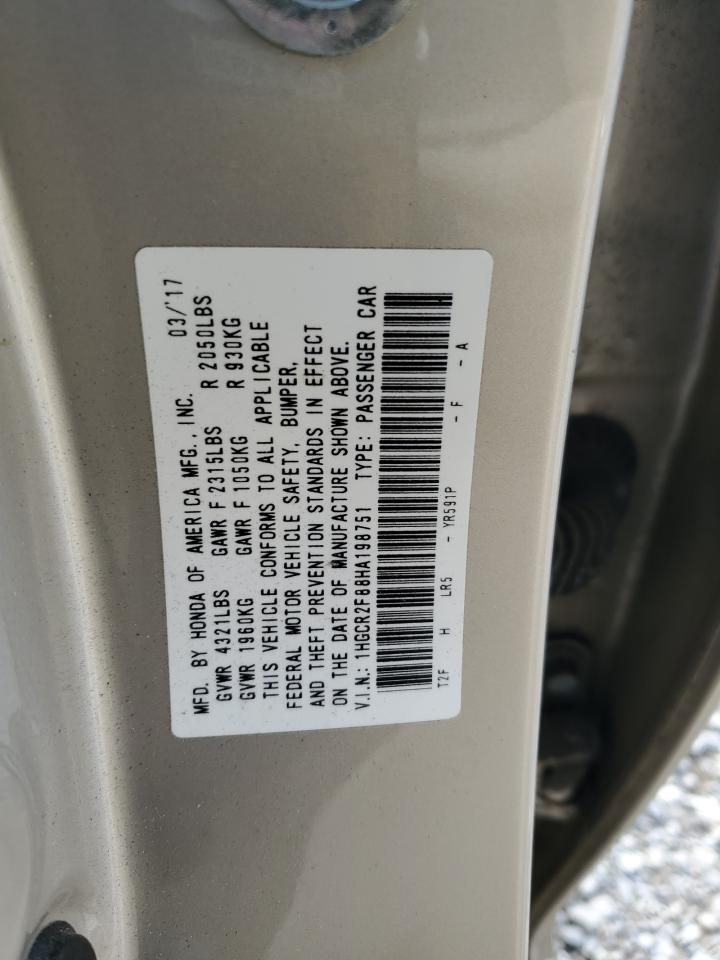 MFD. BY HONDA OF AMERICA MFG., INC. 03/'17
GVWR 4321LBS GAWR F 2315LBS R 2050LBS
GVWR 1960KG GAWR F 1050KG R 930KG
THIS VEHICLE CONFORMS TO ALL APPLICABLE
FEDERAL MOTOR VEHICLE SAFETY, BUMPER,
AND THEFT PREVENTION STANDARDS IN EFFECT
ON THE DATE OF MANUFACTURE SHOWN ABOVE.
V.I.N.: 1HGCR2F88HA198751 TYPE: PASSENGER CAR
T2F H LR5 - YR591P - F - A